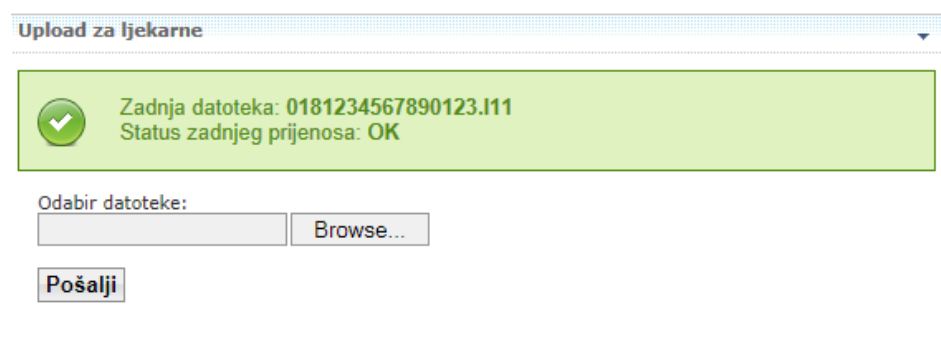 Upload za ljekarne
Zadnja datoteka: 0181234567890123.I11
Status zadnjeg prijenosa: OK
Odabir datoteke:
Browse...
Pošalji